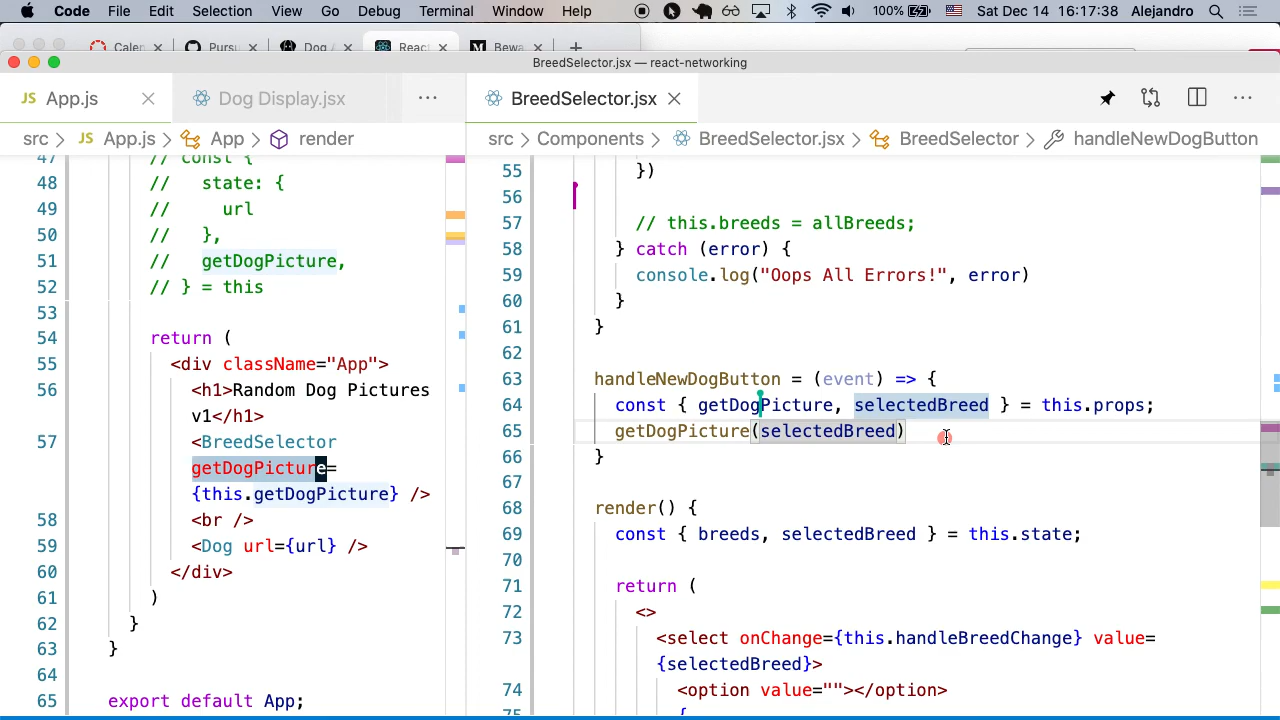 Code File Edit Selection View Go Debug Terminal Window Help 100% Sat Dec 14 16:17:38 Alejandro
Calen × Pursu × Dog A × React × Bewa × +
BreedSelector.jsx — react-networking
JS App.js × Dog Display.jsx ··· BreedSelector.jsx × ···
src > JS App.js > App > render
src > Components > BreedSelector.jsx > BreedSelector > handleNewDogButton
47 // const {
48 // state: {
49 // url
50 // },
51 // getDogPicture,
52 // } = this
53
54 return (
55 <div className="App">
56 <h1>Random Dog Pictures
v1</h1>
57 <BreedSelector
getDogPicture=
{this.getDogPicture} />
58 <br />
59 <Dog url={url} />
60 </div>
61 )
62 }
63 }
64
65 export default App;
55 })
56
57 // this.breeds = allBreeds;
58 } catch (error) {
59 console.log("Oops All Errors!", error)
60 }
61 }
62
63 handleNewDogButton = (event) => {
64 const { getDogPicture, selectedBreed } = this.props;
65 getDogPicture(selectedBreed)
66 }
67
68 render() {
69 const { breeds, selectedBreed } = this.state;
70
71 return (
72 <>
73 <select onChange={this.handleBreedChange} value=
{selectedBreed}>
74 <option value=""></option>
75 {